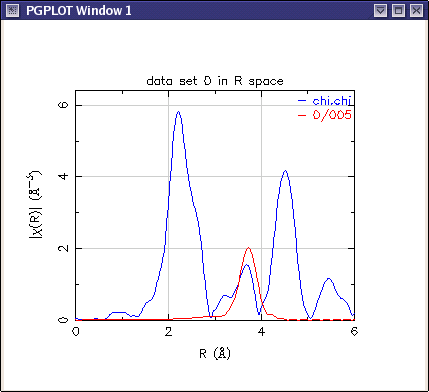 PGPLOT Window 1
data set 0 in R space
chi.chi
0/005
|χ(R)| (Å⁻³)
6
4
2
0
0 2 4 6
R (Å)